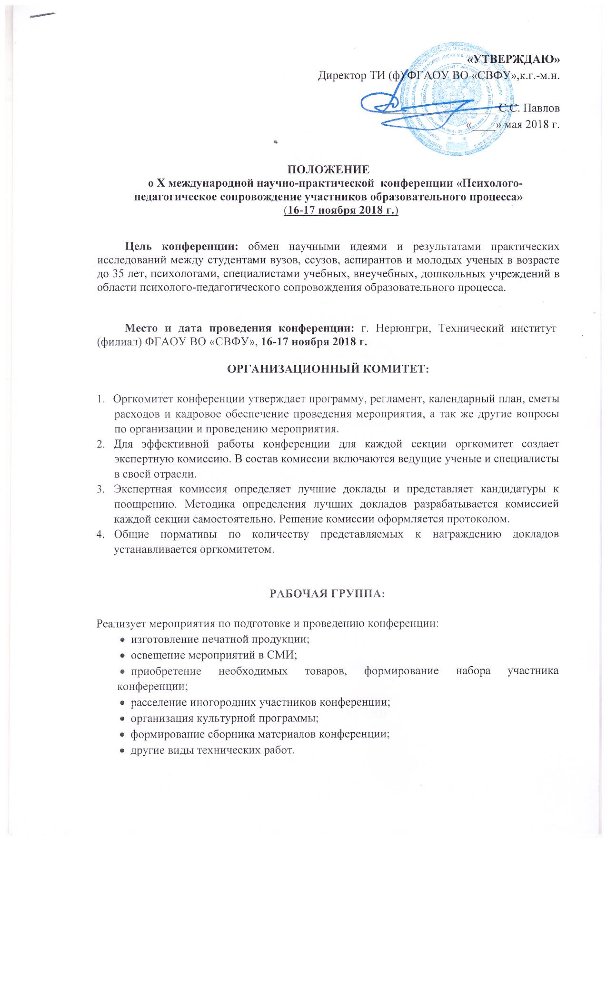 «УТВЕРЖДАЮ»
Директор ТИ (ф) ФГАОУ ВО «СВФУ»,к.г.-м.н.
С.С. Павлов
«____» мая 2018 г.
ПОЛОЖЕНИЕ
о X международной научно-практической конференции «Психолого-
педагогическое сопровождение участников образовательного процесса»
(16-17 ноября 2018 г.)
Цель конференции: обмен научными идеями и результатами практических
исследований между студентами вузов, ссузов, аспирантов и молодых ученых в возрасте
до 35 лет, психологами, специалистами учебных, внеучебных, дошкольных учреждений в
области психолого-педагогического сопровождения образовательного процесса.
Место и дата проведения конференции: г. Нерюнгри, Технический институт
(филиал) ФГАОУ ВО «СВФУ», 16-17 ноября 2018 г.
ОРГАНИЗАЦИОННЫЙ КОМИТЕТ:
1. Оргкомитет конференции утверждает программу, регламент, календарный план, сметы
расходов и кадровое обеспечение проведения мероприятия, а так же другие вопросы
по организации и проведению мероприятия.
2. Для эффективной работы конференции для каждой секции оргкомитет создает
экспертную комиссию. В состав комиссии включаются ведущие ученые и специалисты
в своей отрасли.
3. Экспертная комиссия определяет лучшие доклады и представляет кандидатуры к
поощрению. Методика определения лучших докладов разрабатывается комиссией
каждой секции самостоятельно. Решение комиссии оформляется протоколом.
4. Общие нормативы по количеству представляемых к награждению докладов
устанавливается оргкомитетом.
РАБОЧАЯ ГРУППА:
Реализует мероприятия по подготовке и проведению конференции:
• изготовление печатной продукции;
• освещение мероприятий в СМИ;
• приобретение необходимых товаров, формирование набора участника
конференции;
• расселение иногородних участников конференции;
• организация культурной программы;
• формирование сборника материалов конференции;
• другие виды технических работ.